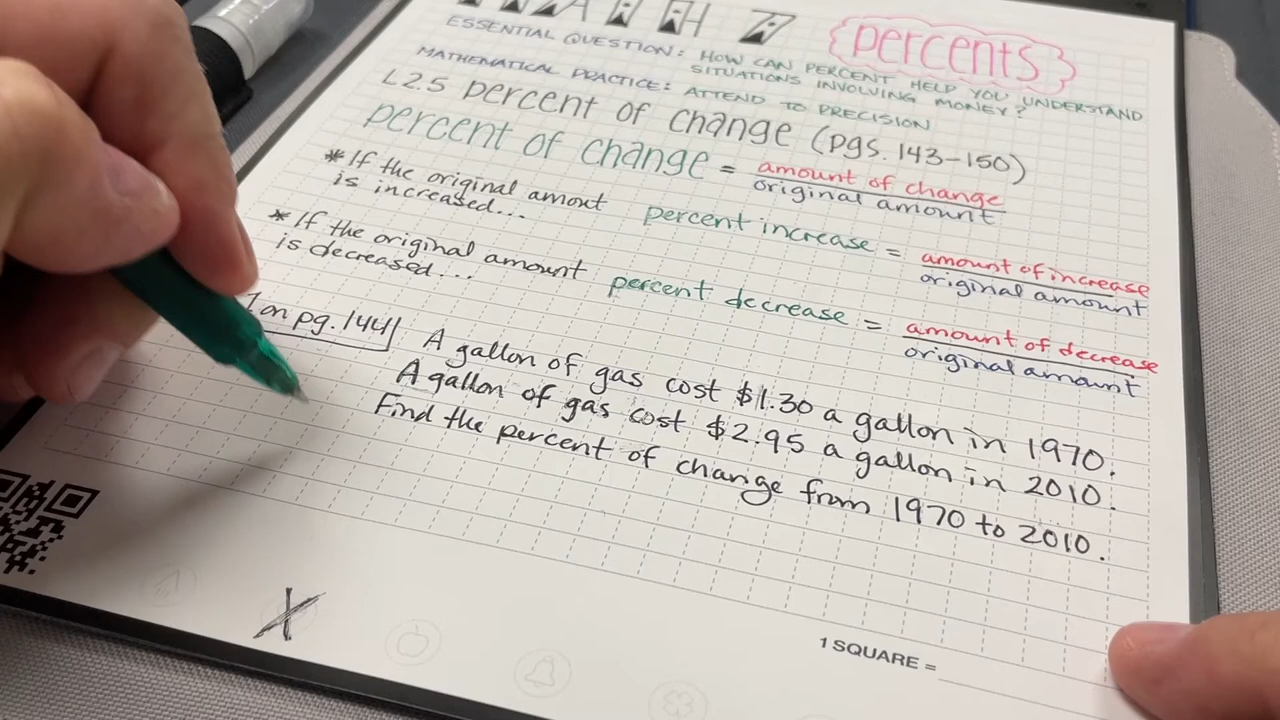 MATH 7
percents
ESSENTIAL QUESTION: HOW CAN PERCENT HELP YOU UNDERSTAND
SITUATIONS INVOLVING MONEY?
MATHEMATICAL PRACTICE: ATTEND TO PRECISION
L2.5 percent of change (pgs. 143-150)
percent of change = amount of change
original amount
*If the original amout
is increased...
percent increase = amount of increase
original amount
*If the original amount
is decreased...
percent decrease = amount of decrease
original amount
on pg. 144
A gallon of gas cost $1.30 a gallon in 1970.
A gallon of gas cost $2.95 a gallon in 2010.
Find the percent of change from 1970 to 2010.
X
1 SQUARE =